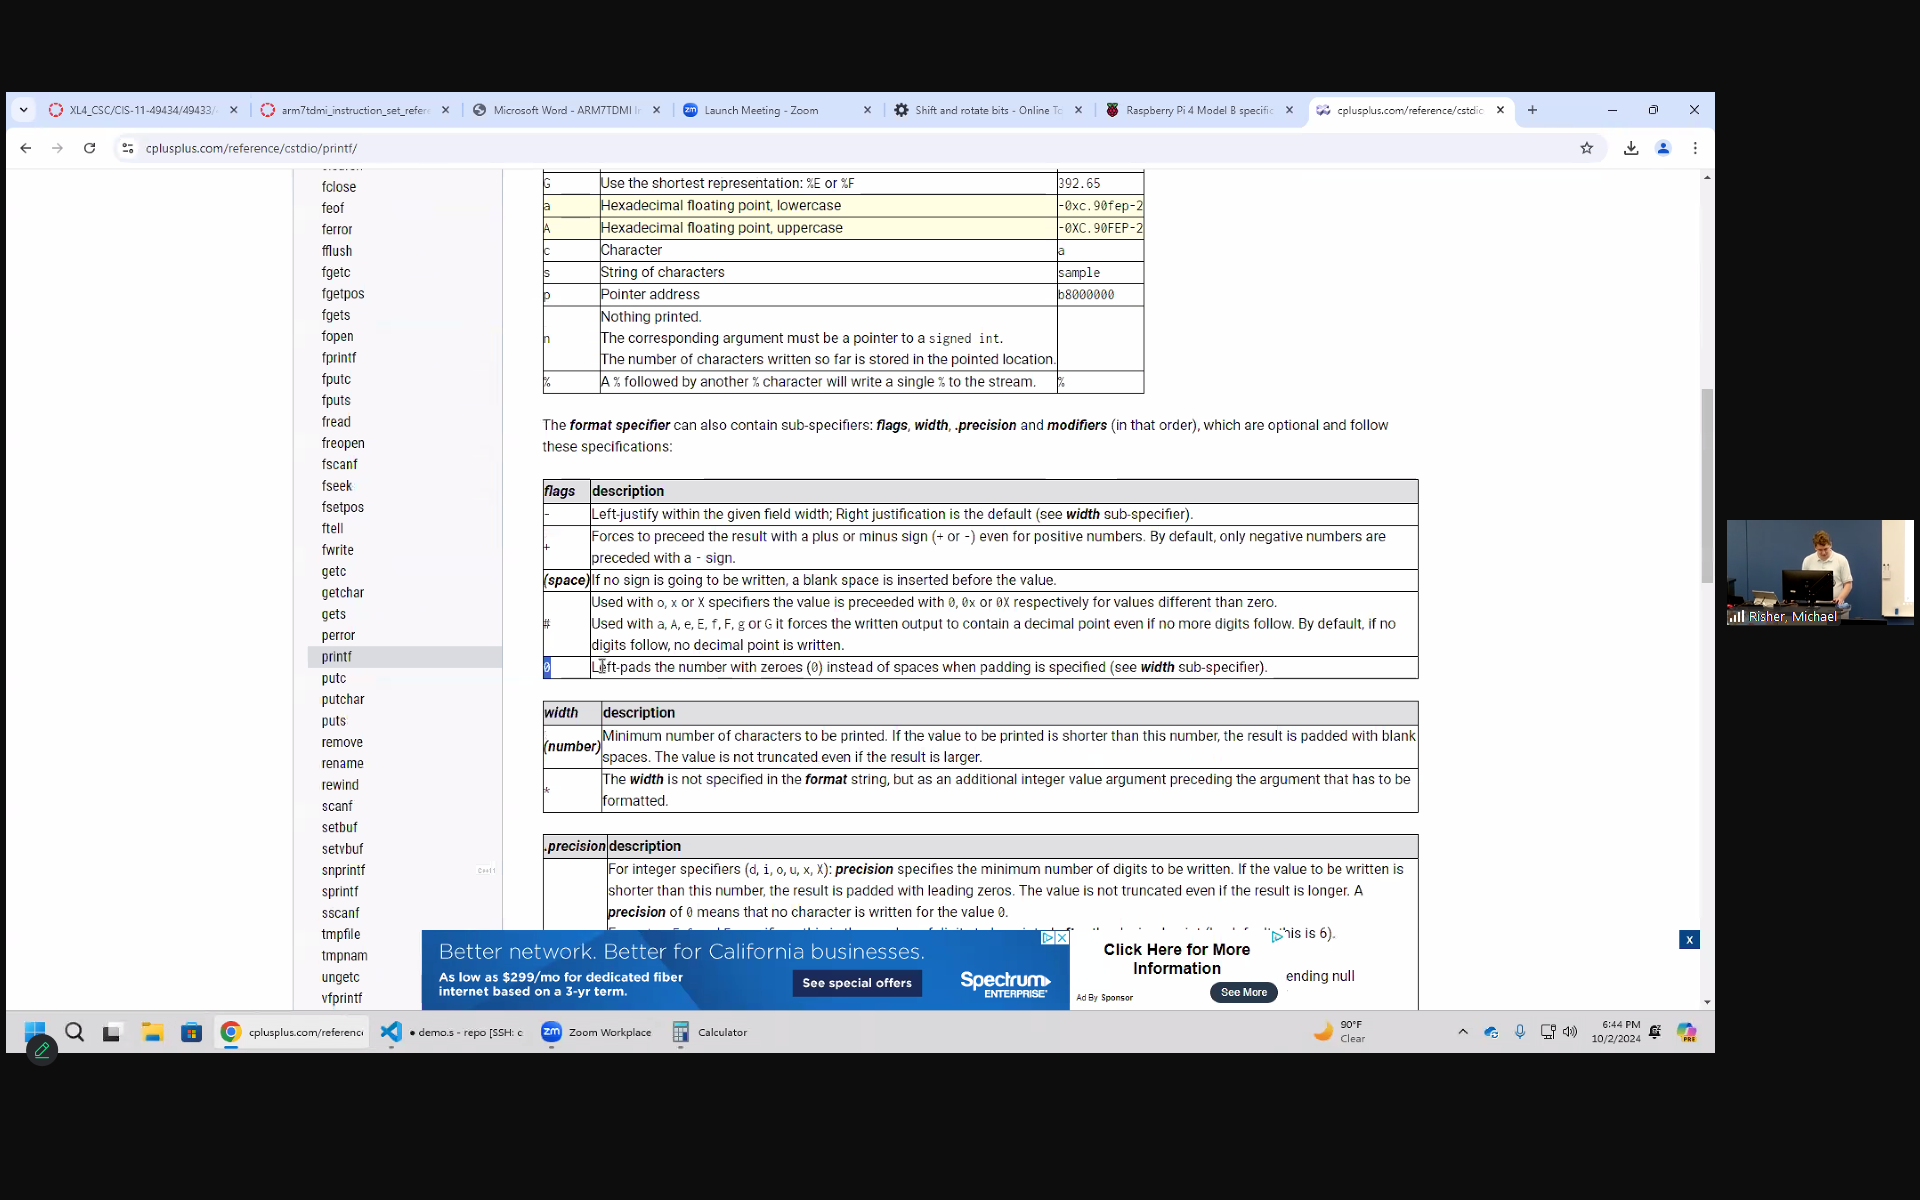 XL4_CSC/CIS-11-49434/49433/
arm7tdmi_instruction_set_refere
Microsoft Word - ARM7TDMI In
Launch Meeting - Zoom
Shift and rotate bits - Online To
Raspberry Pi 4 Model B specific
cplusplus.com/reference/cstdio
cplusplus.com/reference/cstdio/printf/
fclose
feof
ferror
fflush
fgetc
fgetpos
fgets
fopen
fprintf
fputc
fputs
fread
freopen
fscanf
fseek
fsetpos
ftell
fwrite
getc
getchar
gets
perror
printf
putc
putchar
puts
remove
rename
rewind
scanf
setbuf
setvbuf
snprintf
sprintf
sscanf
tmpfile
tmpnam
ungetc
vfprintf
G Use the shortest representation: %E or %F 392.65
a Hexadecimal floating point, lowercase -0xc.90fep-2
A Hexadecimal floating point, uppercase -0XC.90FEP-2
c Character a
s String of characters sample
p Pointer address b8000000
Nothing printed.
n The corresponding argument must be a pointer to a signed int.
The number of characters written so far is stored in the pointed location.
% A % followed by another % character will write a single % to the stream. %
The format specifier can also contain sub-specifiers: flags, width, .precision and modifiers (in that order), which are optional and follow
these specifications:
flags description
- Left-justify within the given field width; Right justification is the default (see width sub-specifier).
+ Forces to preceed the result with a plus or minus sign (+ or -) even for positive numbers. By default, only negative numbers are
preceded with a - sign.
(space) If no sign is going to be written, a blank space is inserted before the value.
Used with o, x or X specifiers the value is preceeded with 0, 0x or 0X respectively for values different than zero.
# Used with a, A, e, E, f, F, g or G it forces the written output to contain a decimal point even if no more digits follow. By default, if no
digits follow, no decimal point is written.
0 Left-pads the number with zeroes (0) instead of spaces when padding is specified (see width sub-specifier).
width description
(number) Minimum number of characters to be printed. If the value to be printed is shorter than this number, the result is padded with blank
spaces. The value is not truncated even if the result is larger.
* The width is not specified in the format string, but as an additional integer value argument preceding the argument that has to be
formatted.
.precision description
For integer specifiers (d, i, o, u, x, X): precision specifies the minimum number of digits to be written. If the value to be written is
shorter than this number, the result is padded with leading zeros. The value is not truncated even if the result is longer. A
precision of 0 means that no character is written for the value 0.
this is 6).
ending null
Better network. Better for California businesses.
As low as $299/mo for dedicated fiber
internet based on a 3-yr term.
See special offers
Spectrum
ENTERPRISE
Click Here for More
Information
Ad By Sponsor
See More
X
Risher, Michael
cplusplus.com/reference
● demo.s - repo [SSH: c
Zoom Workplace
Calculator
90°F
Clear
6:44 PM
10/2/2024